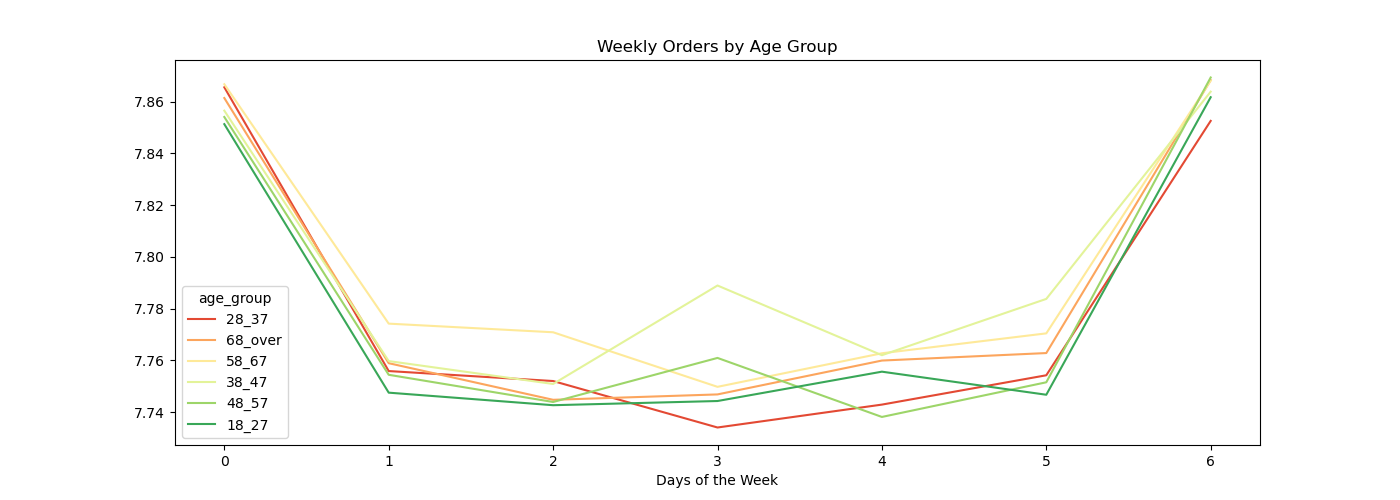 Weekly Orders by Age Group
7.86
7.84
7.82
7.80
7.78
7.76
7.74
age_group
28_37
68_over
58_67
38_47
48_57
18_27
0 1 2 3 4 5 6
Days of the Week